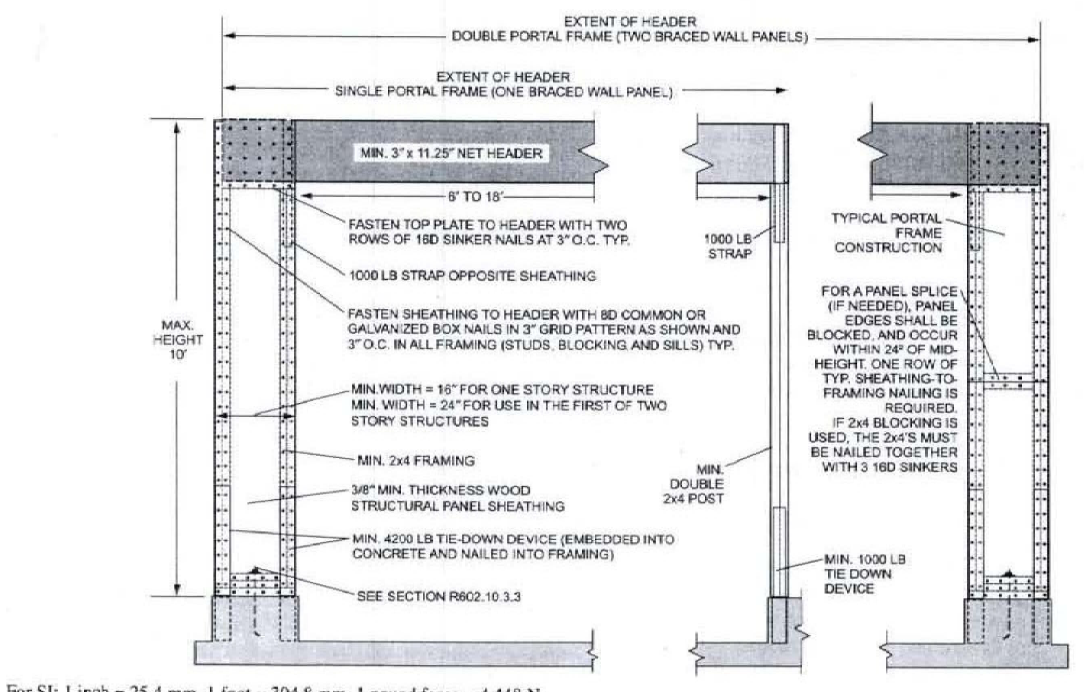 EXTENT OF HEADER
DOUBLE PORTAL FRAME (TWO BRACED WALL PANELS)
EXTENT OF HEADER
SINGLE PORTAL FRAME (ONE BRACED WALL PANEL)
MIN. 3" x 11.25" NET HEADER
6" TO 18'
FASTEN TOP PLATE TO HEADER WITH TWO
ROWS OF 16D SINKER NAILS AT 3" O.C. TYP.
1000 LB STRAP OPPOSITE SHEATHING
FASTEN SHEATHING TO HEADER WITH 8D COMMON OR
GALVANIZED BOX NAILS IN 3" GRID PATTERN AS SHOWN AND
3" O.C. IN ALL FRAMING (STUDS, BLOCKING, AND SILLS) TYP.
MAX.
HEIGHT
10'
MIN.WIDTH = 16" FOR ONE STORY STRUCTURE
MIN. WIDTH = 24" FOR USE IN THE FIRST OF TWO
STORY STRUCTURES
MIN. 2x4 FRAMING
3/8" MIN. THICKNESS WOOD
STRUCTURAL PANEL SHEATHING
MIN. 4200 LB TIE-DOWN DEVICE (EMBEDDED INTO
CONCRETE AND NAILED INTO FRAMING)
SEE SECTION R602.10.3.3
1000 LB
STRAP
MIN.
DOUBLE
2x4 POST
MIN. 1000 LB
TIE DOWN
DEVICE
TYPICAL PORTAL
FRAME
CONSTRUCTION
FOR A PANEL SPLICE
(IF NEEDED), PANEL
EDGES SHALL BE
BLOCKED, AND OCCUR
WITHIN 24" OF MID-
HEIGHT. ONE ROW OF
TYP. SHEATHING-TO-
FRAMING NAILING IS
REQUIRED.
IF 2x4 BLOCKING IS
USED, THE 2x4'S MUST
BE NAILED TOGETHER
WITH 3 16D SINKERS
For SI: 1 inch = 25.4 mm, 1 foot = 304.8 mm, 1 pound force = 4.448 N.